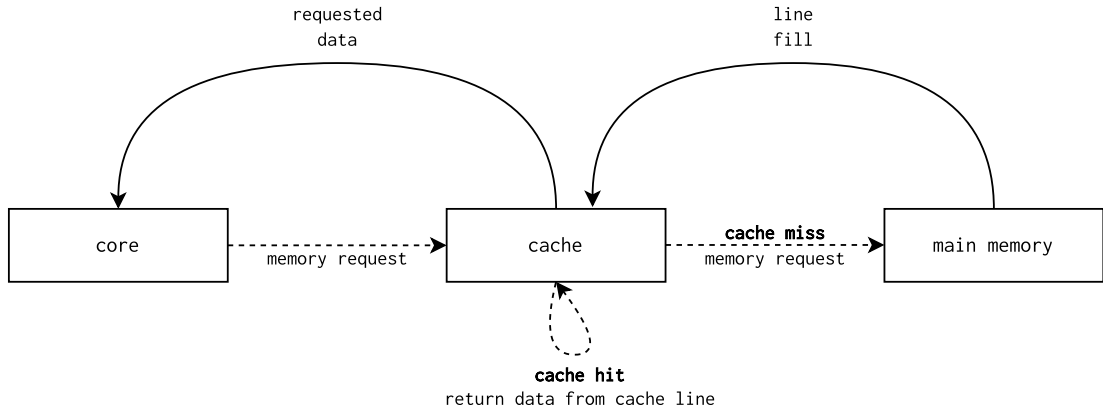 requested
data
line
fill
core
memory request
cache
cache miss
memory request
main memory
cache hit
return data from cache line